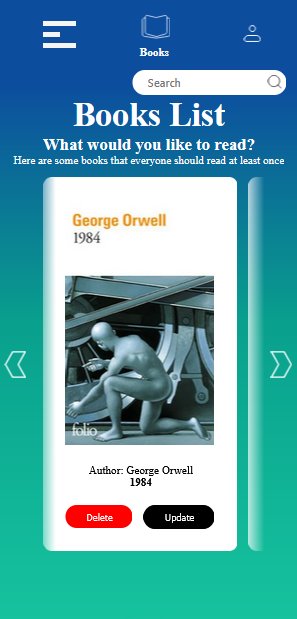 Books
Search
Books List
What would you like to read?
Here are some books that everyone should read at least once
George Orwell
1984
folio
Author: George Orwell
1984
Delete
Update